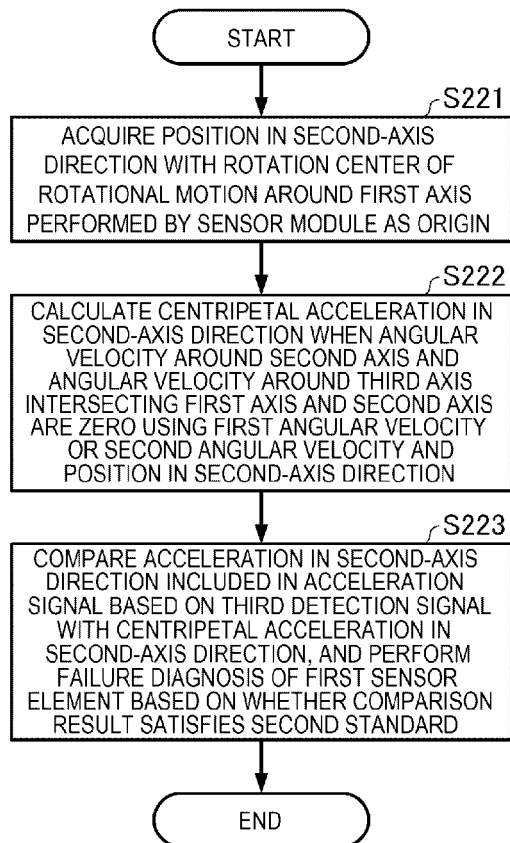 START
S221
ACQUIRE POSITION IN SECOND-AXIS
DIRECTION WITH ROTATION CENTER OF
ROTATIONAL MOTION AROUND FIRST AXIS
PERFORMED BY SENSOR MODULE AS ORIGIN
S222
CALCULATE CENTRIPETAL ACCELERATION IN
SECOND-AXIS DIRECTION WHEN ANGULAR
VELOCITY AROUND SECOND AXIS AND
ANGULAR VELOCITY AROUND THIRD AXIS
INTERSECTING FIRST AXIS AND SECOND AXIS
ARE ZERO USING FIRST ANGULAR VELOCITY
OR SECOND ANGULAR VELOCITY AND
POSITION IN SECOND-AXIS DIRECTION
S223
COMPARE ACCELERATION IN SECOND-AXIS
DIRECTION INCLUDED IN ACCELERATION
SIGNAL BASED ON THIRD DETECTION SIGNAL
WITH CENTRIPETAL ACCELERATION IN
SECOND-AXIS DIRECTION, AND PERFORM
FAILURE DIAGNOSIS OF FIRST SENSOR
ELEMENT BASED ON WHETHER COMPARISON
RESULT SATISFIES SECOND STANDARD
END